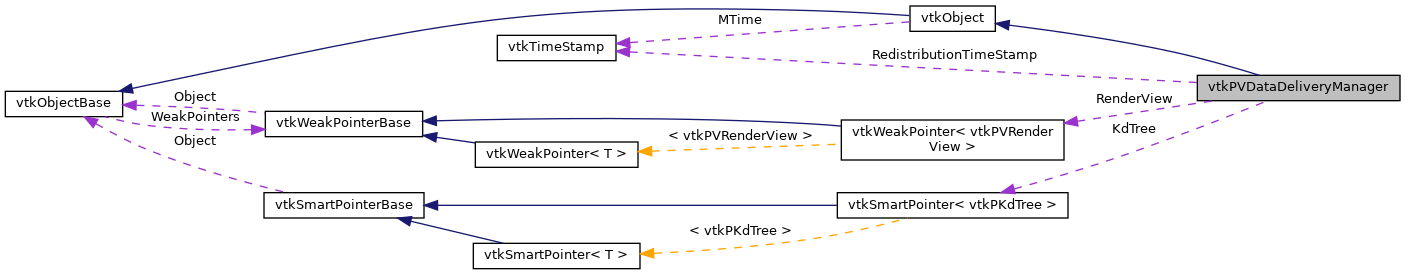 vtkObject
MTime
vtkTimeStamp
RedistributionTimeStamp
vtkPVDataDeliveryManager
vtkObjectBase
Object
WeakPointers
Object
vtkWeakPointerBase
RenderView
KdTree
vtkWeakPointer< vtkPVRender
View >
< vtkPVRenderView >
vtkWeakPointer< T >
vtkSmartPointerBase
vtkSmartPointer< vtkPKdTree >
< vtkPKdTree >
vtkSmartPointer< T >